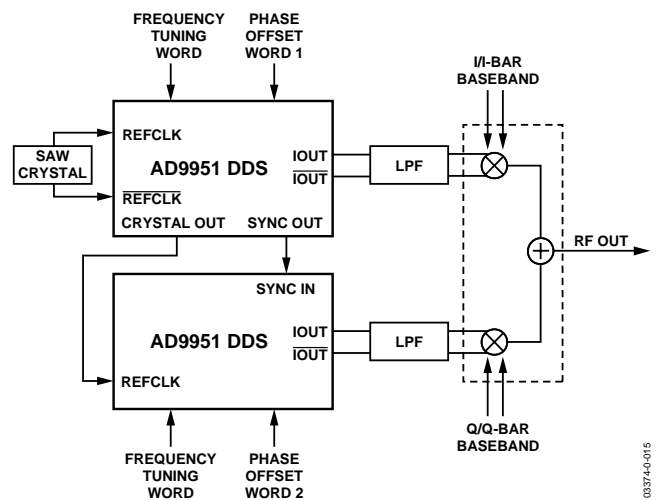 FREQUENCY
TUNING
WORD
PHASE
OFFSET
WORD 1
I/I-BAR
BASEBAND
REFCLK
SAW
CRYSTAL
AD9951 DDS
IOUT
IOUT
LPF
REFCLK
CRYSTAL OUT
SYNC OUT
RF OUT
SYNC IN
AD9951 DDS
IOUT
IOUT
LPF
REFCLK
FREQUENCY
TUNING
WORD
PHASE
OFFSET
WORD 2
Q/Q-BAR
BASEBAND
03374-0-015